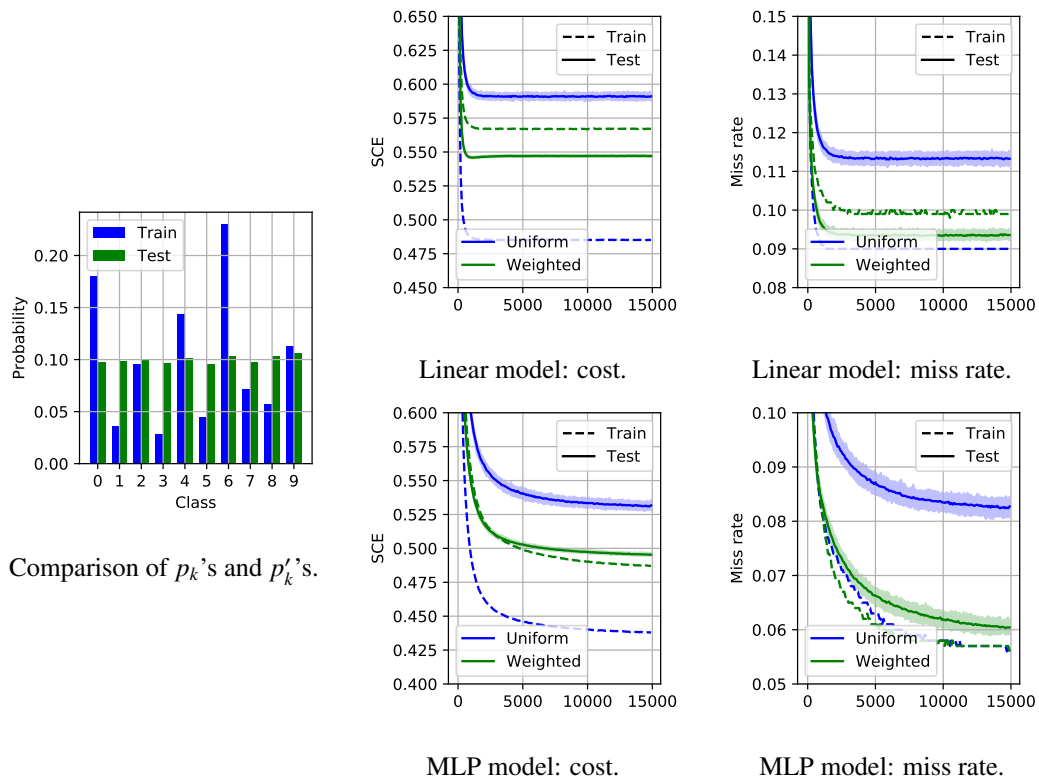 0.20
0.15
0.10
0.05
0.00
Probability
Train
Test
0 1 2 3 4 5 6 7 8 9
Class
Comparison of p_k's and p'_k's.
0.650
0.625
0.600
0.575
0.550
0.525
0.500
0.475
0.450
SCE
Train
Test
Uniform
Weighted
0 5000 10000 15000
Linear model: cost.
0.15
0.14
0.13
0.12
0.11
0.10
0.09
0.08
Miss rate
Train
Test
Uniform
Weighted
0 5000 10000 15000
Linear model: miss rate.
0.600
0.575
0.550
0.525
0.500
0.475
0.450
0.425
0.400
SCE
Train
Test
Uniform
Weighted
0 5000 10000 15000
MLP model: cost.
0.10
0.09
0.08
0.07
0.06
0.05
Miss rate
Train
Test
Uniform
Weighted
0 5000 10000 15000
MLP model: miss rate.